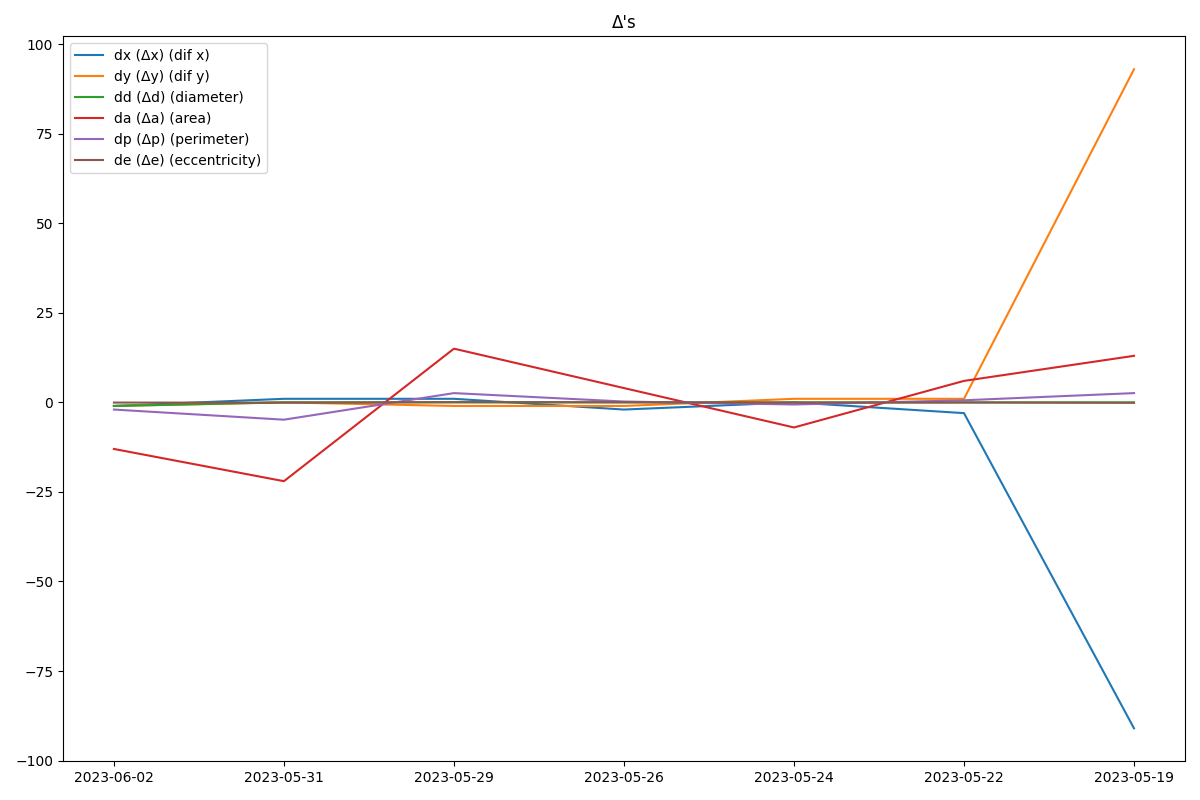 Δ's
dx (Δx) (dif x)
dy (Δy) (dif y)
dd (Δd) (diameter)
da (Δa) (area)
dp (Δp) (perimeter)
de (Δe) (eccentricity)
100
75
50
25
0
−25
−50
−75
−100
2023-06-02 2023-05-31 2023-05-29 2023-05-26 2023-05-24 2023-05-22 2023-05-19